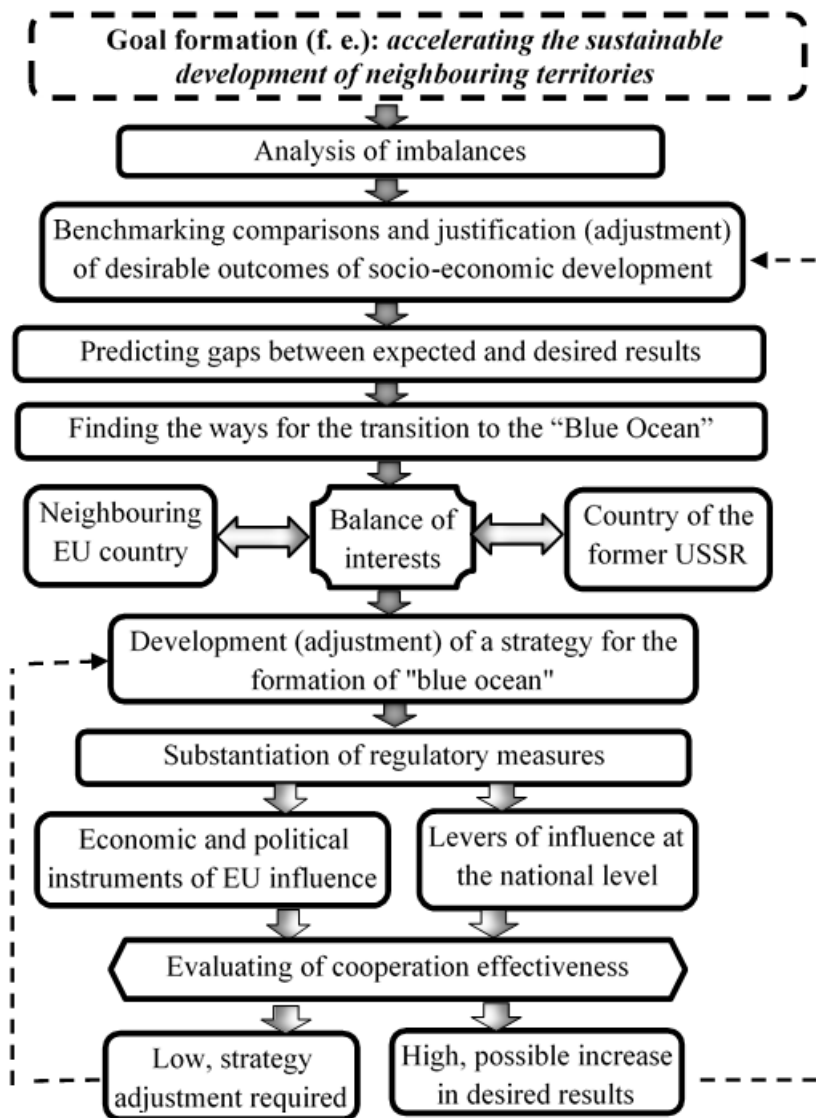 Goal formation (f. e.): accelerating the sustainable
development of neighbouring territories
Analysis of imbalances
Benchmarking comparisons and justification (adjustment)
of desirable outcomes of socio-economic development
Predicting gaps between expected and desired results
Finding the ways for the transition to the “Blue Ocean”
Neighbouring
EU country
Balance of
interests
Country of the
former USSR
Development (adjustment) of a strategy for the
formation of "blue ocean"
Substantiation of regulatory measures
Economic and political
instruments of EU influence
Levers of influence at
the national level
Evaluating of cooperation effectiveness
Low, strategy
adjustment required
High, possible increase
in desired results